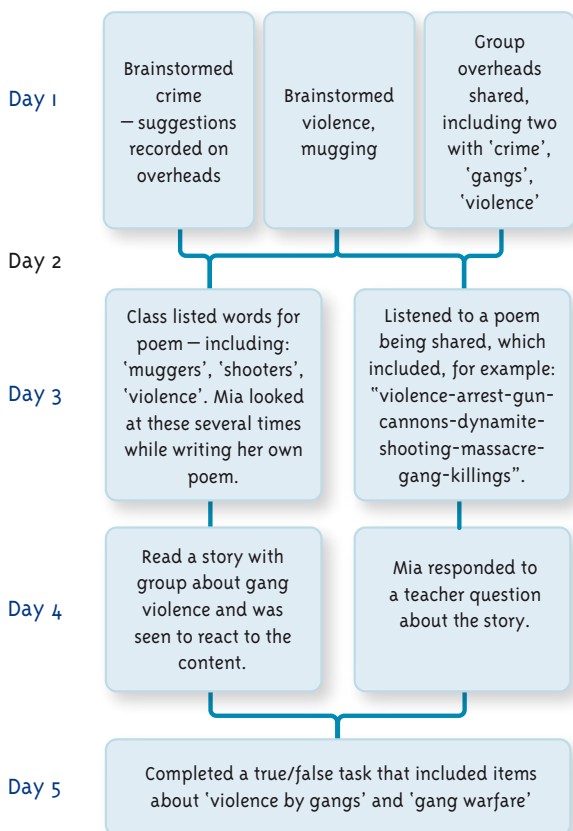 Day 1
Brainstormed
crime
– suggestions
recorded on
overheads
Brainstormed
violence,
mugging
Group
overheads
shared,
including two
with ‘crime’,
‘gangs’,
‘violence’
Day 2
Day 3
Class listed words for
poem – including:
‘muggers’, ‘shooters’,
‘violence’. Mia looked
at these several times
while writing her own
poem.
Listened to a poem
being shared, which
included, for example:
“violence-arrest-gun-
cannons-dynamite-
shooting-massacre-
gang-killings”.
Day 4
Read a story with
group about gang
violence and was
seen to react to the
content.
Mia responded to
a teacher question
about the story.
Day 5
Completed a true/false task that included items
about ‘violence by gangs’ and ‘gang warfare’